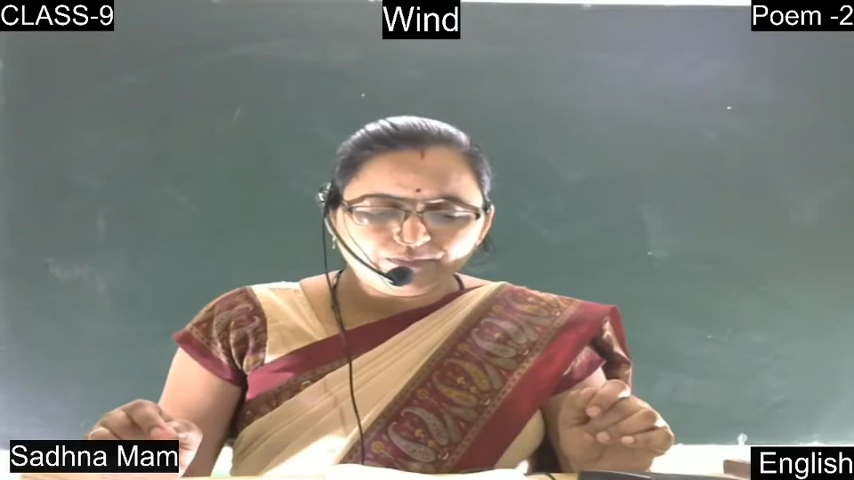 CLASS-9
Wind
Poem -2
Sadhna Mam
English